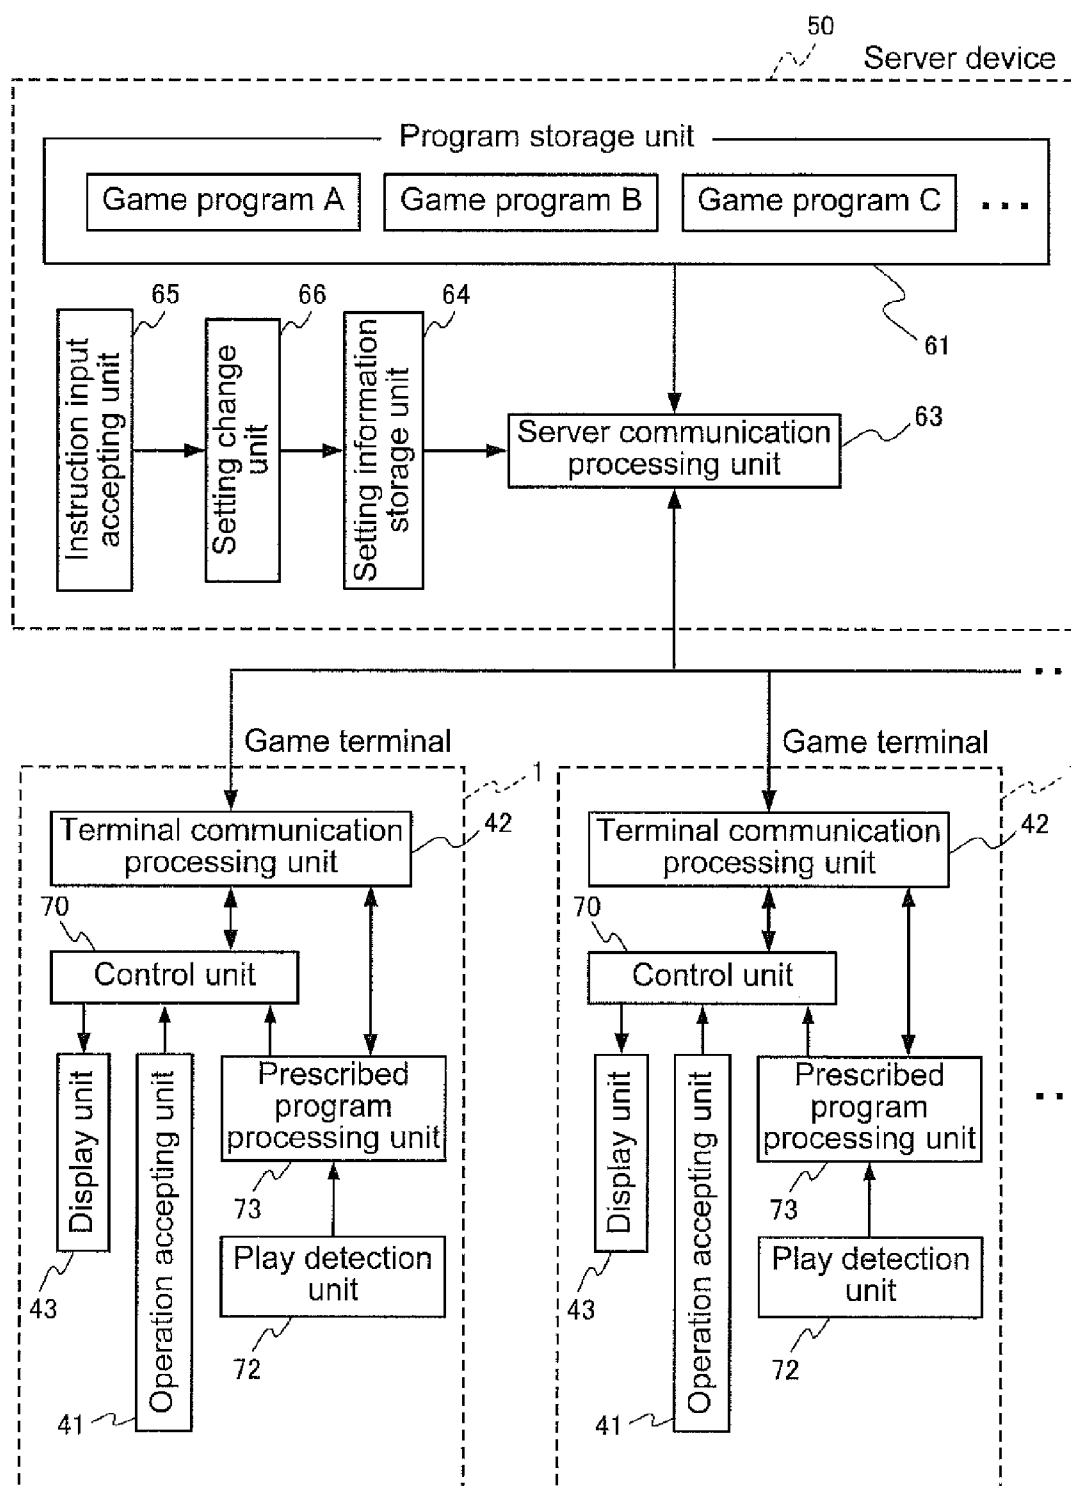 50
Server device
Program storage unit
Game program A
Game program B
Game program C
...
61
65
66
64
Instruction input
accepting unit
Setting change
unit
Setting information
storage unit
Server communication
processing unit
63
..
Game terminal
1
Terminal communication
processing unit
42
70
Control unit
Display unit
43
Operation accepting unit
41
Prescribed
program
processing unit
73
Play detection
unit
72
Game terminal
Terminal communication
processing unit
42
70
Control unit
Display unit
43
Operation accepting unit
41
Prescribed
program
processing unit
73
Play detection
unit
72
..